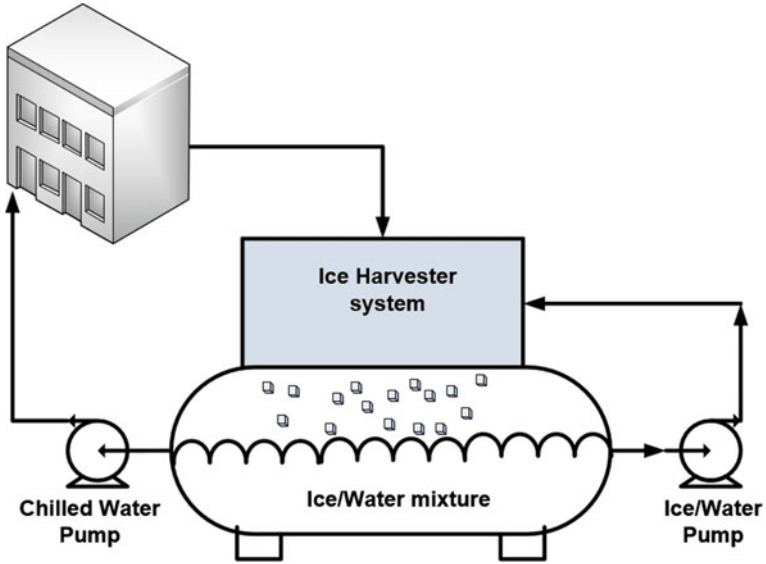 Ice Harvester
system
Ice/Water mixture
Chilled Water
Pump
Ice/Water
Pump